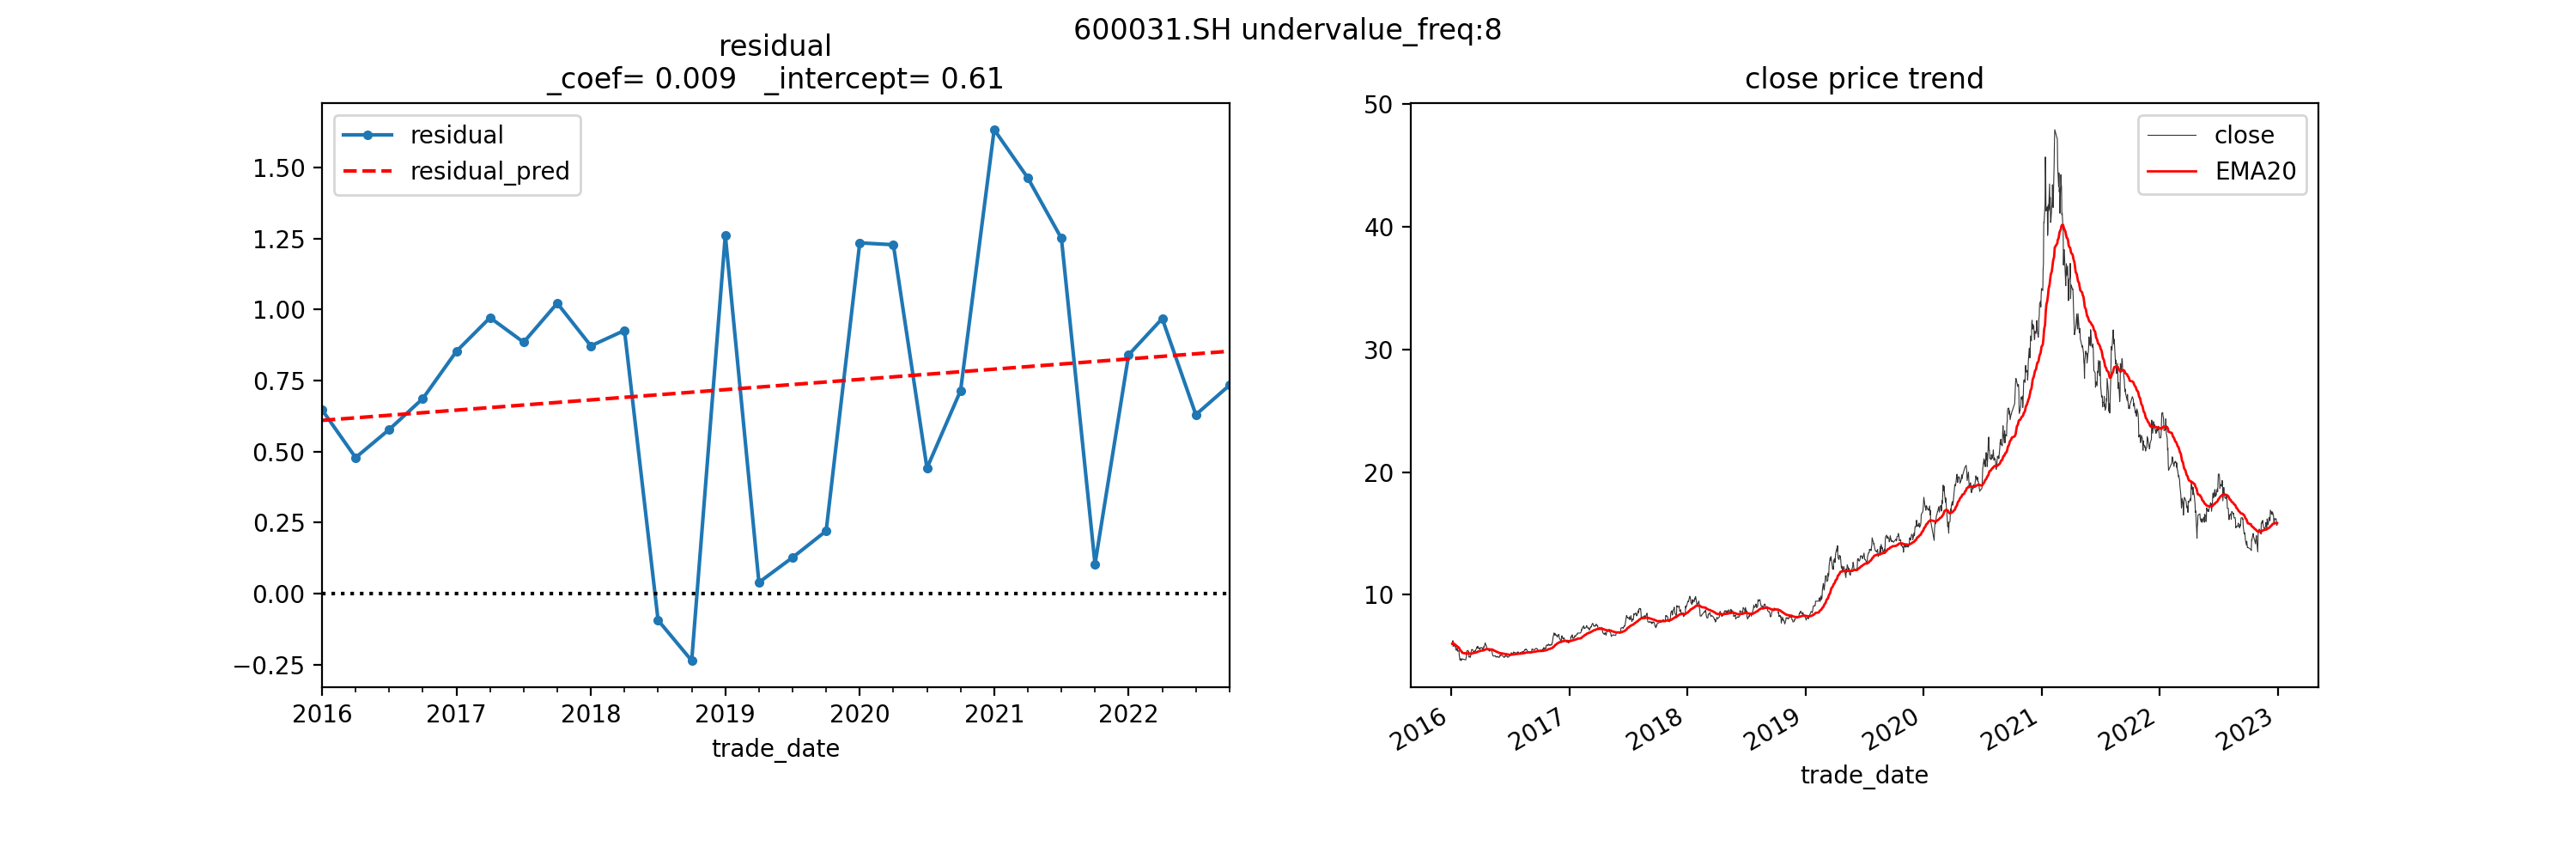 600031.SH undervalue_freq:8
residual
_coef= 0.009   _intercept= 0.61
residual
residual_pred
1.50
1.25
1.00
0.75
0.50
0.25
0.00
−0.25
2016 2017 2018 2019 2020 2021 2022
trade_date
close price trend
close
EMA20
50
40
30
20
10
2016 2017 2018 2019 2020 2021 2022 2023
trade_date